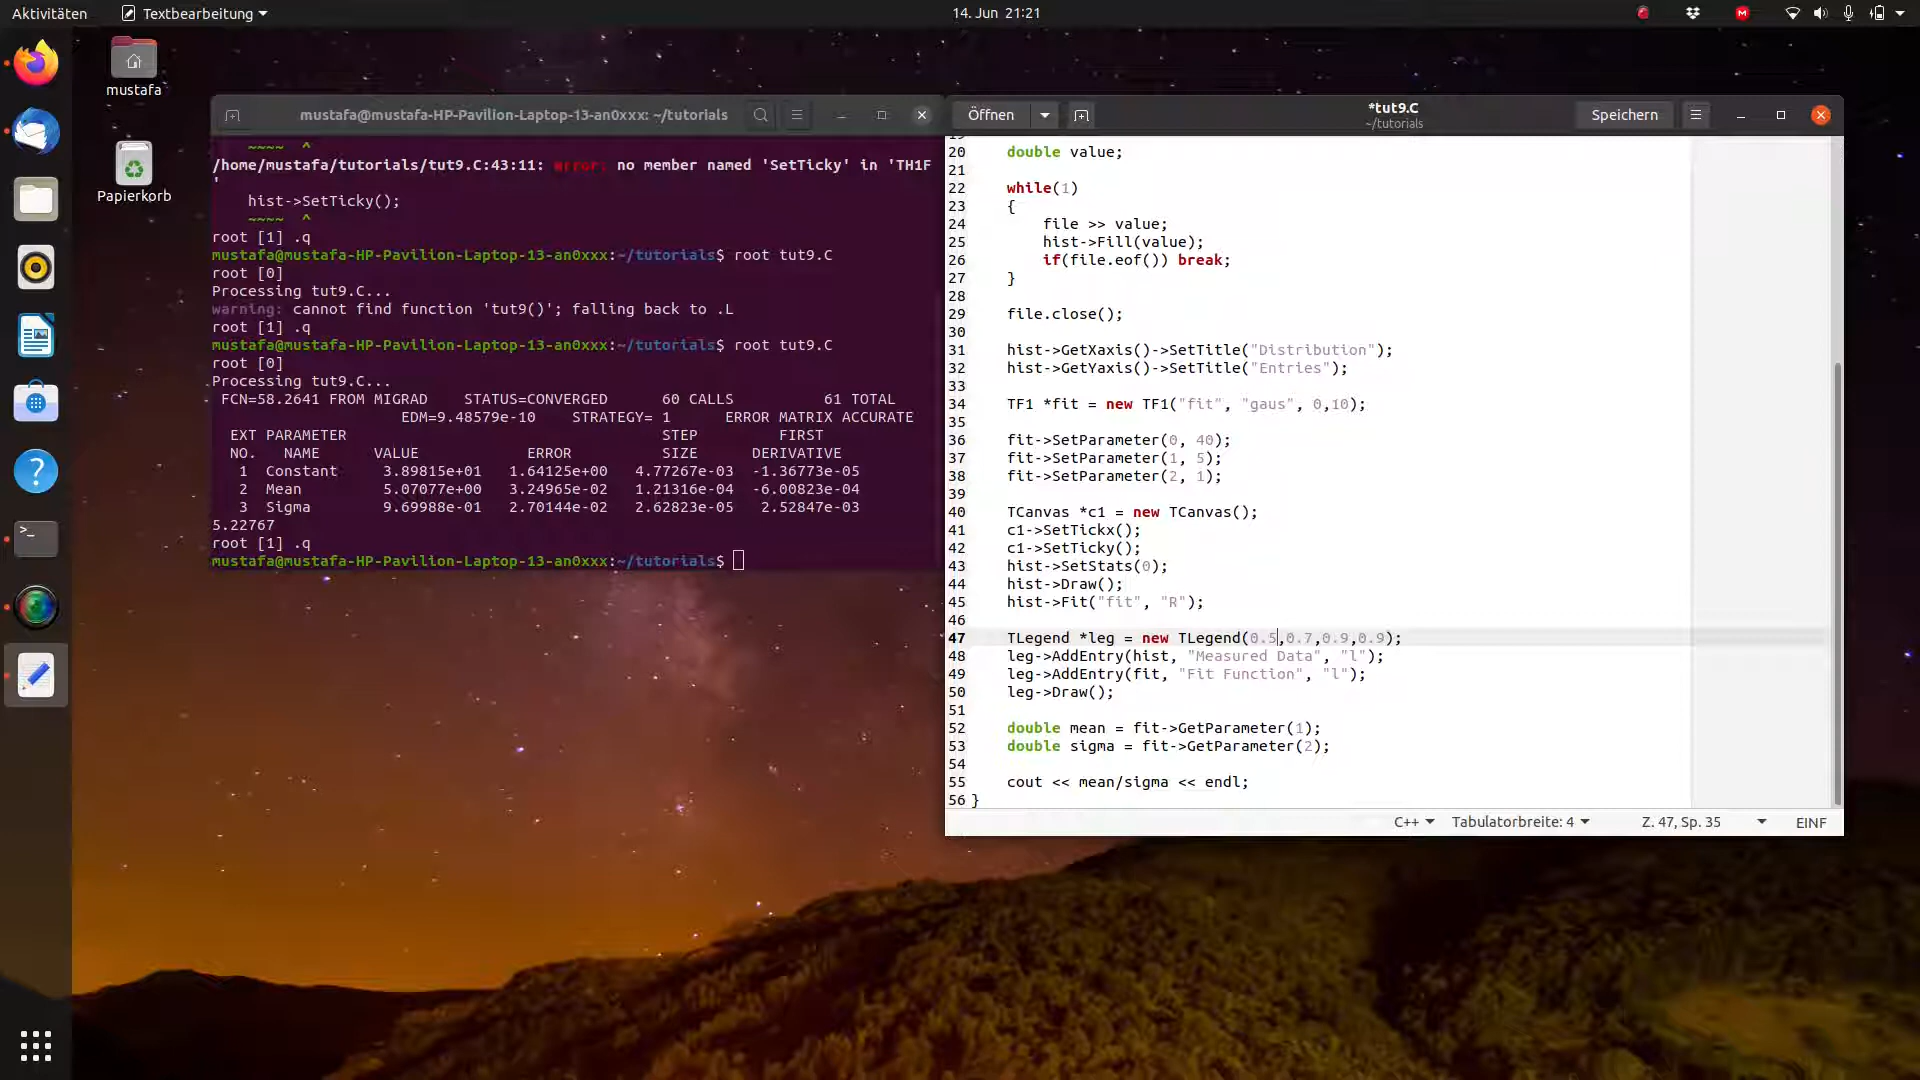 Aktivitäten
Textbearbeitung
14. Jun 21:21
mustafa
Papierkorb
mustafa@mustafa-HP-Pavilion-Laptop-13-an0xxx: ~/tutorials
~~~~ ^
/home/mustafa/tutorials/tut9.C:43:11: error: no member named 'SetTicky' in 'TH1F
'
hist->SetTicky();
~~~~ ^
root [1] .q
mustafa@mustafa-HP-Pavilion-Laptop-13-an0xxx:~/tutorials$ root tut9.C
root [0]
Processing tut9.C...
warning: cannot find function 'tut9()'; falling back to .L
root [1] .q
mustafa@mustafa-HP-Pavilion-Laptop-13-an0xxx:~/tutorials$ root tut9.C
root [0]
Processing tut9.C...
FCN=58.2641 FROM MIGRAD STATUS=CONVERGED 60 CALLS 61 TOTAL
EDM=9.48579e-10 STRATEGY= 1 ERROR MATRIX ACCURATE
EXT PARAMETER STEP FIRST
NO. NAME VALUE ERROR SIZE DERIVATIVE
1 Constant 3.89815e+01 1.64125e+00 4.77267e-03 -1.36773e-05
2 Mean 5.07077e+00 3.24965e-02 1.21316e-04 -6.00823e-04
3 Sigma 9.69988e-01 2.70144e-02 2.62823e-05 2.52847e-03
5.22767
root [1] .q
mustafa@mustafa-HP-Pavilion-Laptop-13-an0xxx:~/tutorials$
Öffnen
*tut9.C
~/tutorials
Speichern
19
20 double value;
21
22 while(1)
23 {
24 file >> value;
25 hist->Fill(value);
26 if(file.eof()) break;
27 }
28
29 file.close();
30
31 hist->GetXaxis()->SetTitle("Distribution");
32 hist->GetYaxis()->SetTitle("Entries");
33
34 TF1 *fit = new TF1("fit", "gaus", 0,10);
35
36 fit->SetParameter(0, 40);
37 fit->SetParameter(1, 5);
38 fit->SetParameter(2, 1);
39
40 TCanvas *c1 = new TCanvas();
41 c1->SetTickx();
42 c1->SetTicky();
43 hist->SetStats(0);
44 hist->Draw();
45 hist->Fit("fit", "R");
46
47 TLegend *leg = new TLegend(0.5,0.7,0.9,0.9);
48 leg->AddEntry(hist, "Measured Data", "l");
49 leg->AddEntry(fit, "Fit Function", "l");
50 leg->Draw();
51
52 double mean = fit->GetParameter(1);
53 double sigma = fit->GetParameter(2);
54
55 cout << mean/sigma << endl;
56 }
C++
Tabulatorbreite: 4
Z. 47, Sp. 35
EINF